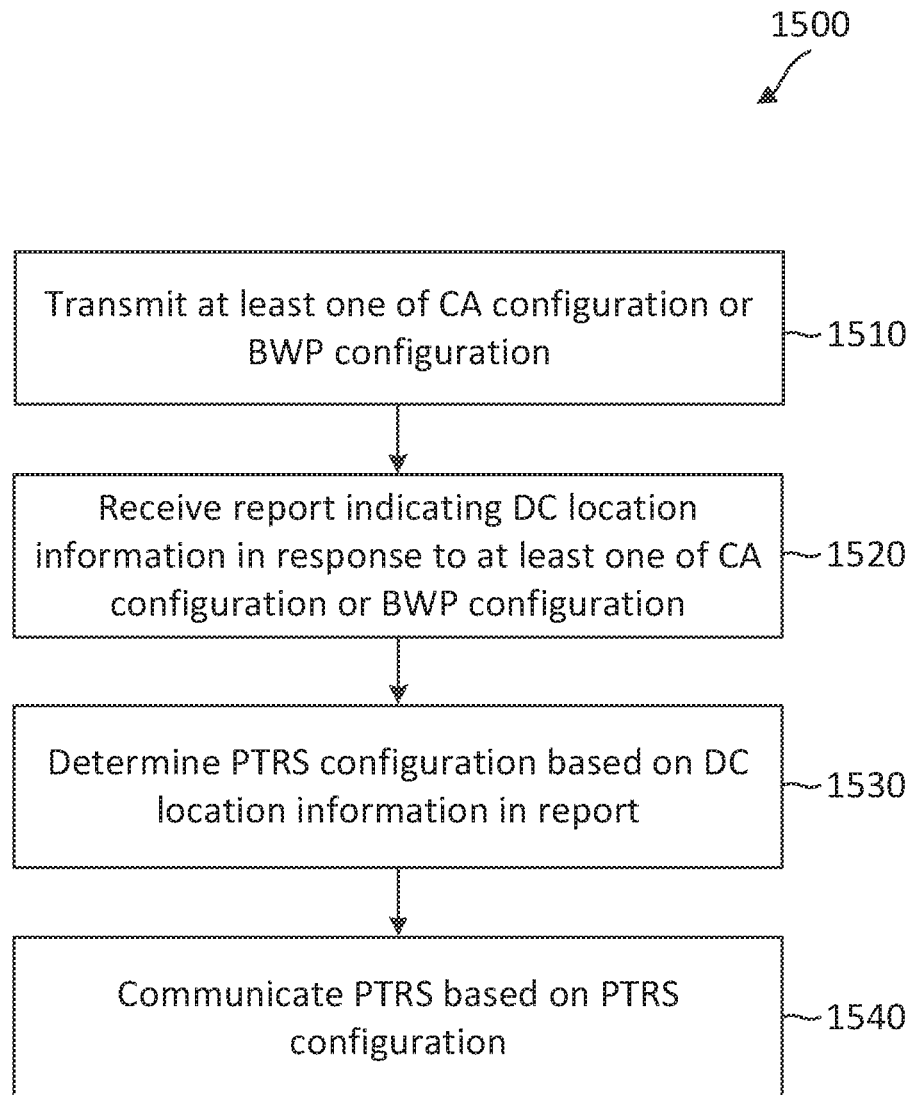 1500
Transmit at least one of CA configuration or
BWP configuration
1510
Receive report indicating DC location
information in response to at least one of CA
configuration or BWP configuration
1520
Determine PTRS configuration based on DC
location information in report
1530
Communicate PTRS based on PTRS
configuration
1540